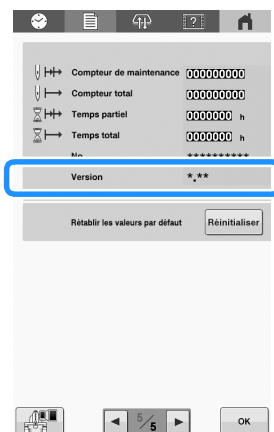 ?
Compteur de maintenance 000000000
Compteur total 000000000
Temps partiel 0000000 h
Temps total 0000000 h
No **********
Version *.**
Rètablir les valeurs par défaut Réinitialiser
5/5 OK